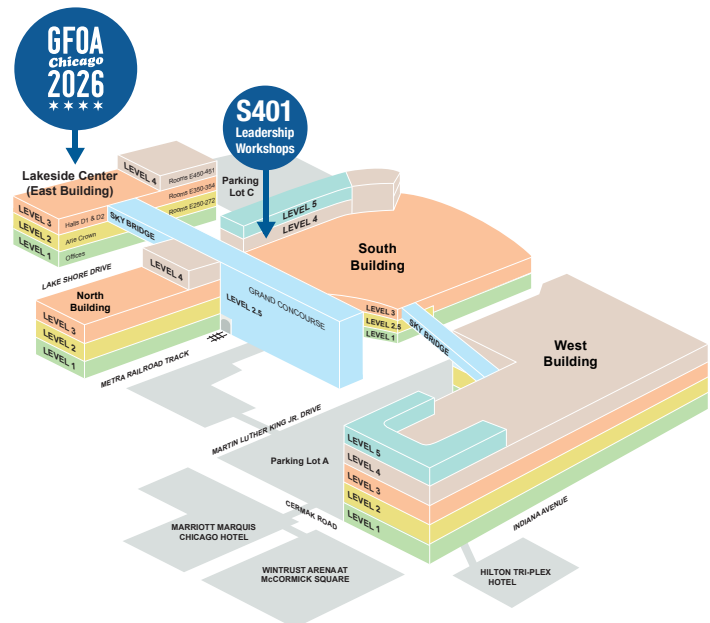 GFOA
Chicago
2026
S401
Leadership
Workshops
Lakeside Center
(East Building)
LEVEL 4
Rooms E450-451
Rooms E350-354
Rooms E250-272
Parking
Lot C
LEVEL 5
LEVEL 4
LEVEL 3
Halls D1 & D2
LEVEL 2
Arie Crown
LEVEL 1
Offices
SKY BRIDGE
LAKE SHORE DRIVE
South
Building
LEVEL 4
North
Building
GRAND CONCOURSE
LEVEL 2.5
LEVEL 3
LEVEL 2.5
LEVEL 1
SKY BRIDGE
LEVEL 3
LEVEL 2
LEVEL 1
West
Building
METRA RAILROAD TRACK
MARTIN LUTHER KING JR. DRIVE
Parking Lot A
LEVEL 5
LEVEL 4
LEVEL 3
LEVEL 2
LEVEL 1
CERMAK ROAD
INDIANA AVENUE
MARRIOTT MARQUIS
CHICAGO HOTEL
WINTRUST ARENA AT
McCORMICK SQUARE
HILTON TRI-PLEX
HOTEL